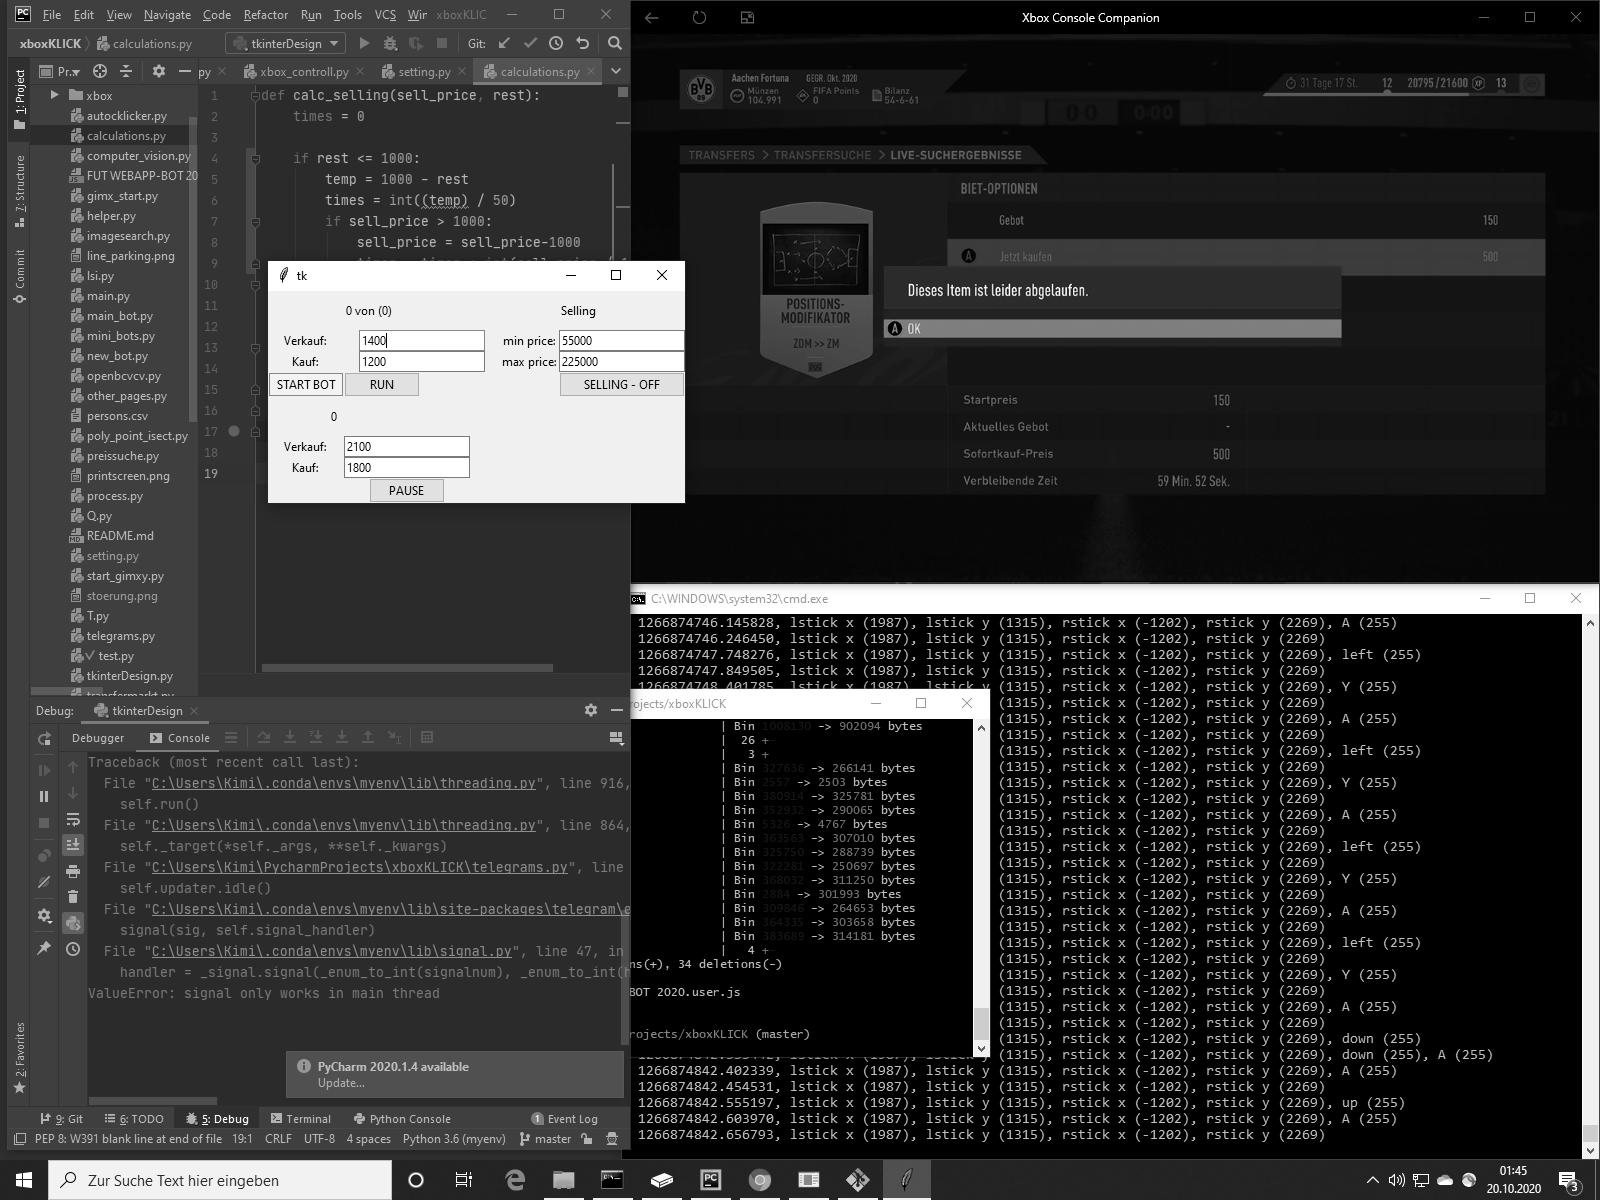 File Edit View Navigate Code Refactor Run Tools VCS Wir xboxKLIC
xboxKLICK calculations.py tkinterDesign Git:
1: Project
7: Structure
Commit
2: Favorites
Pr.
py xbox_controll.py setting.py calculations.py
xbox
autoclicker.py
calculations.py
computer_vision.py
FUT WEBAPP-BOT 20
gimx_start.py
helper.py
imagesearch.py
line_parking.png
lsi.py
main.py
main_bot.py
mini_bots.py
new_bot.py
openbcvcv.py
other_pages.py
persons.csv
poly_point_isect.py
preissuche.py
printscreen.png
process.py
Q.py
README.md
setting.py
start_gimxy.py
stoerung.png
T.py
telegrams.py
test.py
tkinterDesign.py
transfermarkt.py
1 def calc_selling(sell_price, rest):
2 times = 0
3
4 if rest <= 1000:
5 temp = 1000 - rest
6 times = int((temp) / 50)
7 if sell_price > 1000:
8 sell_price = sell_price-1000
9
10
11
12
13
14
15
16
17
18
19
tk
0 von (0) Selling
Verkauf: 1400 min price: 55000
Kauf: 1200 max price: 225000
START BOT RUN SELLING - OFF
0
Verkauf: 2100
Kauf: 1800
PAUSE
Debug: tkinterDesign
Debugger Console
Traceback (most recent call last):
File "C:\Users\Kimi\.conda\envs\myenv\lib\threading.py", line 916,
self.run()
File "C:\Users\Kimi\.conda\envs\myenv\lib\threading.py", line 864,
self._target(*self._args, **self._kwargs)
File "C:\Users\Kimi\PycharmProjects\xboxKLICK\telegrams.py", line
self.updater.idle()
File "C:\Users\Kimi\.conda\envs\myenv\lib\site-packages\telegram\e
signal(sig, self.signal_handler)
File "C:\Users\Kimi\.conda\envs\myenv\lib\signal.py", line 47, in
handler = _signal.signal(_enum_to_int(signalnum), _enum_to_int(h
ValueError: signal only works in main thread
PyCharm 2020.1.4 available
Update...
9: Git 6: TODO 5: Debug Terminal Python Console 1 Event Log
PEP 8: W391 blank line at end of file 19:1 CRLF UTF-8 4 spaces Python 3.6 (myenv) master
Xbox Console Companion
BVB 09
Aachen Fortuna GEGR. Okt. 2020
Münzen 104.991 FIFA Points 0 Bilanz 54-6-61
31 Tage 17 St. 12 20795/21600 XP 13
TRANSFERS > TRANSFERSUCHE > LIVE-SUCHERGEBNISSE
POSITIONS-
MODIFIKATOR
ZDM >> ZM
BIET-OPTIONEN
Gebot 150
A Jetzt kaufen 500
Dieses Item ist leider abgelaufen.
A OK
Startpreis 150
Aktuelles Gebot -
Sofortkauf-Preis 500
Verbleibende Zeit 59 Min. 52 Sek.
C:\WINDOWS\system32\cmd.exe
1266874746.145828, lstick x (1987), lstick y (1315), rstick x (-1202), rstick y (2269), A (255)
1266874746.246450, lstick x (1987), lstick y (1315), rstick x (-1202), rstick y (2269)
1266874747.748276, lstick x (1987), lstick y (1315), rstick x (-1202), rstick y (2269), left (255)
1266874747.849505, lstick x (1987), lstick y (1315), rstick x (-1202), rstick y (2269)
1266874748.401785, lstick x (1987), lstick y (1315), rstick x (-1202), rstick y (2269), Y (255)
(1315), rstick x (-1202), rstick y (2269)
(1315), rstick x (-1202), rstick y (2269), A (255)
(1315), rstick x (-1202), rstick y (2269)
(1315), rstick x (-1202), rstick y (2269), left (255)
(1315), rstick x (-1202), rstick y (2269)
(1315), rstick x (-1202), rstick y (2269), Y (255)
(1315), rstick x (-1202), rstick y (2269)
(1315), rstick x (-1202), rstick y (2269), A (255)
(1315), rstick x (-1202), rstick y (2269)
(1315), rstick x (-1202), rstick y (2269), left (255)
(1315), rstick x (-1202), rstick y (2269)
(1315), rstick x (-1202), rstick y (2269), Y (255)
(1315), rstick x (-1202), rstick y (2269)
(1315), rstick x (-1202), rstick y (2269), A (255)
(1315), rstick x (-1202), rstick y (2269)
(1315), rstick x (-1202), rstick y (2269), left (255)
(1315), rstick x (-1202), rstick y (2269)
(1315), rstick x (-1202), rstick y (2269), Y (255)
(1315), rstick x (-1202), rstick y (2269)
(1315), rstick x (-1202), rstick y (2269), A (255)
(1315), rstick x (-1202), rstick y (2269)
(1315), rstick x (-1202), rstick y (2269), down (255)
lstick x (1987), lstick y (1315), rstick x (-1202), rstick y (2269), down (255), A (255)
1266874842.402339, lstick x (1987), lstick y (1315), rstick x (-1202), rstick y (2269), A (255)
1266874842.454531, lstick x (1987), lstick y (1315), rstick x (-1202), rstick y (2269)
1266874842.555197, lstick x (1987), lstick y (1315), rstick x (-1202), rstick y (2269), up (255)
1266874842.603970, lstick x (1987), lstick y (1315), rstick x (-1202), rstick y (2269), A (255)
1266874842.656793, lstick x (1987), lstick y (1315), rstick x (-1202), rstick y (2269)
rojects/xboxKLICK
| Bin 1008130 -> 902094 bytes
| 26 +-
| 3 +
| Bin 327636 -> 266141 bytes
| Bin 2557 -> 2503 bytes
| Bin 380914 -> 325781 bytes
| Bin 352932 -> 290065 bytes
| Bin 5326 -> 4767 bytes
| Bin 363563 -> 307010 bytes
| Bin 325750 -> 288739 bytes
| Bin 322281 -> 250697 bytes
| Bin 368032 -> 311250 bytes
| Bin 2884 -> 301993 bytes
| Bin 309846 -> 264653 bytes
| Bin 364335 -> 303658 bytes
| Bin 383689 -> 314181 bytes
| 4 +-
ns(+), 34 deletions(-)
BOT 2020.user.js
rojects/xboxKLICK (master)
Zur Suche Text hier eingeben
01:45
20.10.2020
3